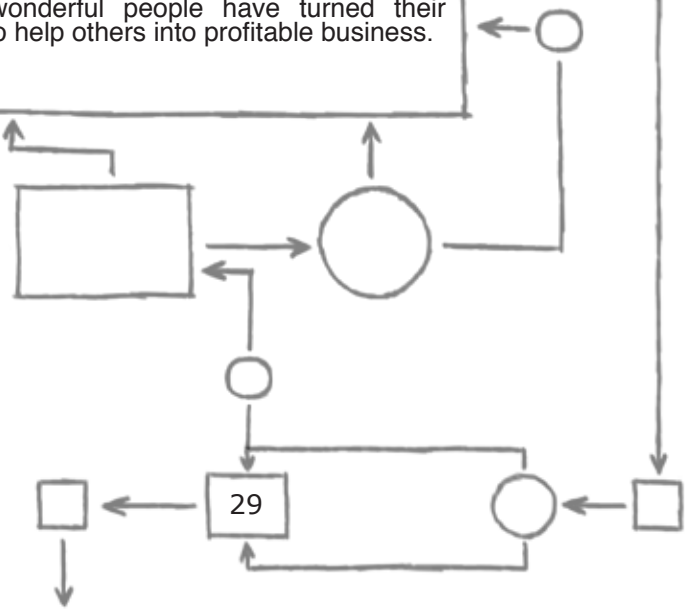 wonderful people have turned their
help others into profitable business.
29